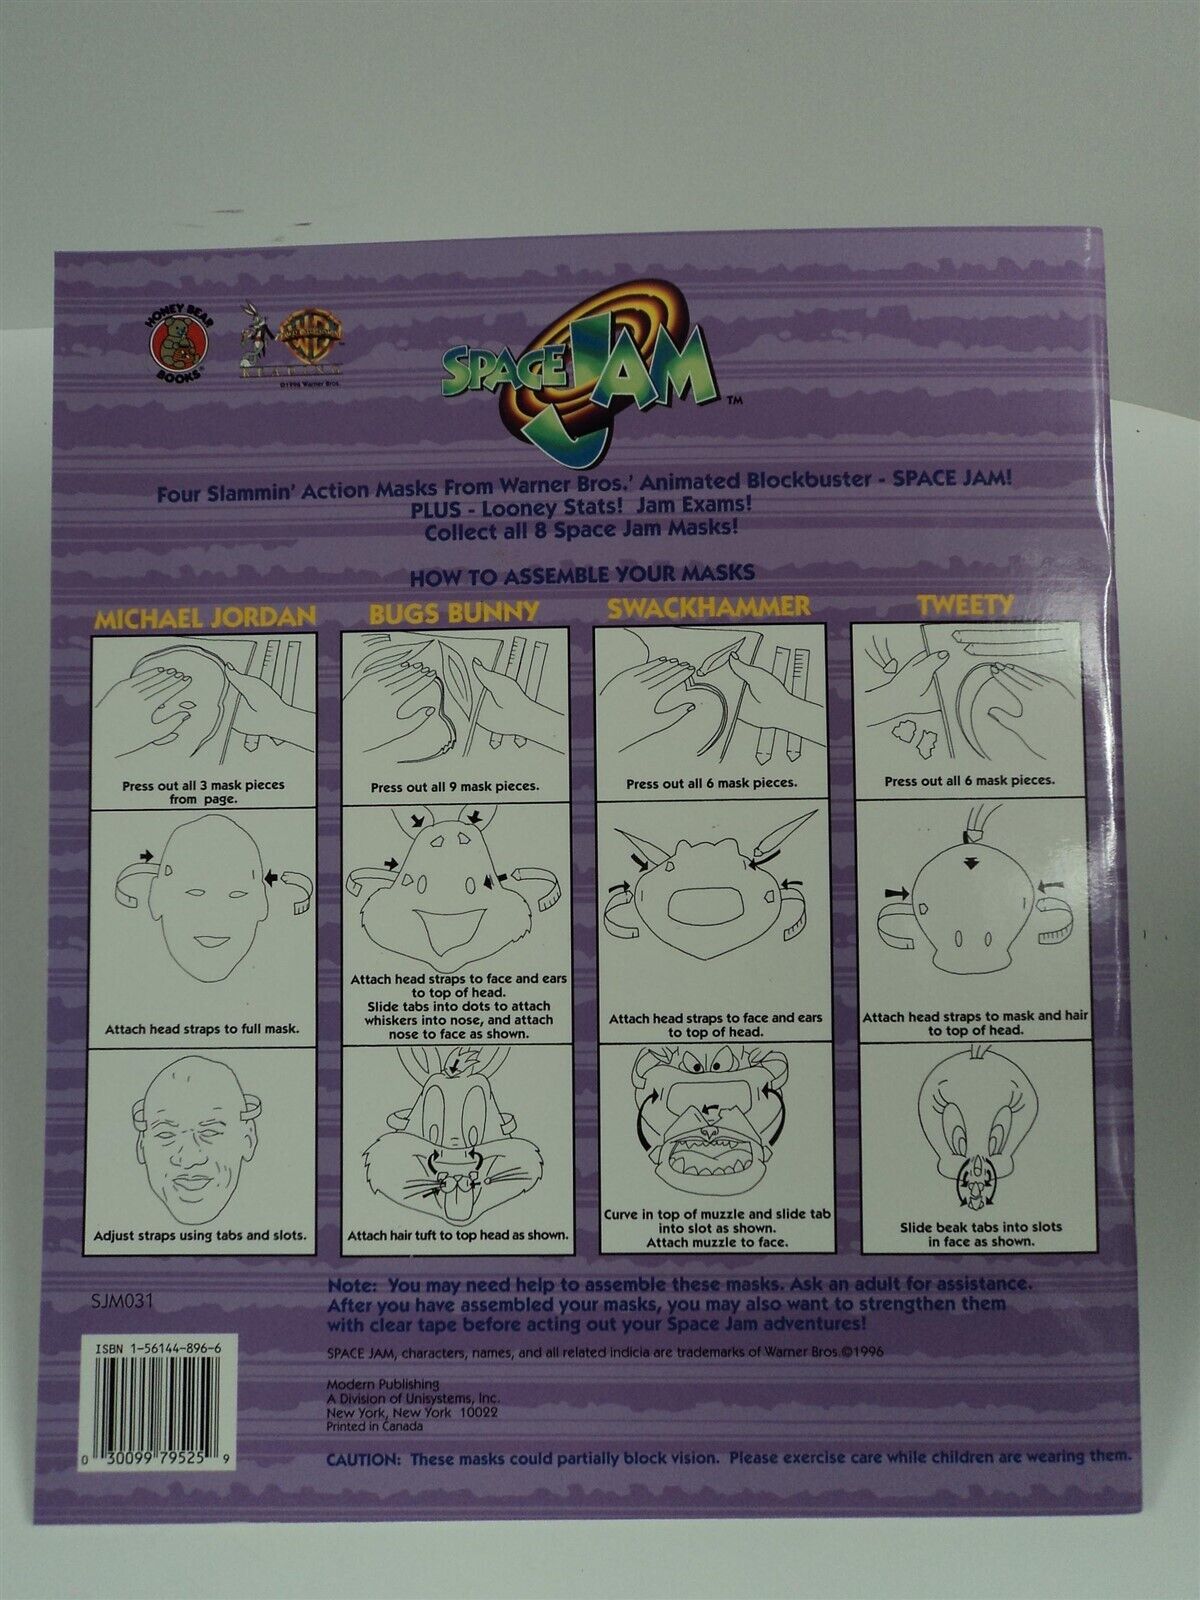 HONEY BEAR
BOOKS®
READING
©1996 Warner Bros.
SPACE JAM
TM
Four Slammin' Action Masks From Warner Bros.' Animated Blockbuster - SPACE JAM!
PLUS - Looney Stats! Jam Exams!
Collect all 8 Space Jam Masks!
HOW TO ASSEMBLE YOUR MASKS
MICHAEL JORDAN
Press out all 3 mask pieces
from page.
Attach head straps to full mask.
Adjust straps using tabs and slots.
BUGS BUNNY
Press out all 9 mask pieces.
Attach head straps to face and ears
to top of head.
Slide tabs into dots to attach
whiskers into nose, and attach
nose to face as shown.
Attach hair tuft to top head as shown.
SWACKHAMMER
Press out all 6 mask pieces.
Attach head straps to face and ears
to top of head.
Curve in top of muzzle and slide tab
into slot as shown.
Attach muzzle to face.
TWEETY
Press out all 6 mask pieces.
Attach head straps to mask and hair
to top of head.
Slide beak tabs into slots
in face as shown.
SJM031
Note: You may need help to assemble these masks. Ask an adult for assistance.
After you have assembled your masks, you may also want to strengthen them
with clear tape before acting out your Space Jam adventures!
SPACE JAM, characters, names, and all related indicia are trademarks of Warner Bros.©1996
Modern Publishing
A Division of Unisystems, Inc.
New York, New York 10022
Printed in Canada
CAUTION: These masks could partially block vision. Please exercise care while children are wearing them.
ISBN 1-56144-896-6
0 30099 79525 9